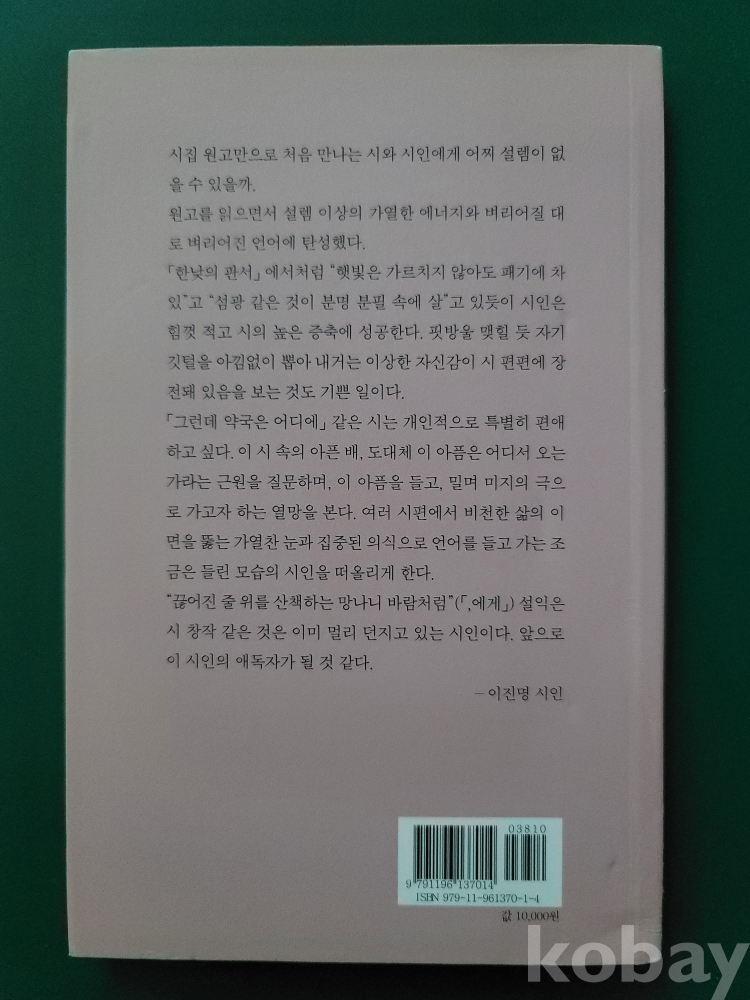 시집 원고만으로 처음 만나는 시와 시인에게 어찌 설렘이 없
을 수 있을까.
원고를 읽으면서 설렘 이상의 가열한 에너지와 벼리어질 대
로 벼리어진 언어에 탄성했다.
「한낮의 판서」에서처럼 “햇빛은 가르치지 않아도 패기에 차
있”고 “섬광 같은 것이 분명 분필 속에 살”고 있듯이 시인은
힘껏 적고 시의 높은 증축에 성공한다. 핏방울 맺힐 듯 자기
깃털을 아낌없이 뽑아 내거는 이상한 자신감이 시 편편에 장
전돼 있음을 보는 것도 기쁜 일이다.
「그런데 약국은 어디에」 같은 시는 개인적으로 특별히 편애
하고 싶다. 이 시 속의 아픈 배, 도대체 이 아픔은 어디서 오는
가라는 근원을 질문하며, 이 아픔을 들고, 밀며 미지의 극으
로 가고자 하는 열망을 본다. 여러 시편에서 비천한 삶의 이
면을 뚫는 가열찬 눈과 집중된 의식으로 언어를 들고 가는 조
금은 들린 모습의 시인을 떠올리게 한다.
“끊어진 줄 위를 산책하는 망나니 바람처럼”(「,에게」) 설익은
시 창작 같은 것은 이미 멀리 던지고 있는 시인이다. 앞으로
이 시인의 애독자가 될 것 같다.
– 이진명 시인
03810
9 791196 137014
ISBN 979-11-961370-1-4
값 10,000원
kobay